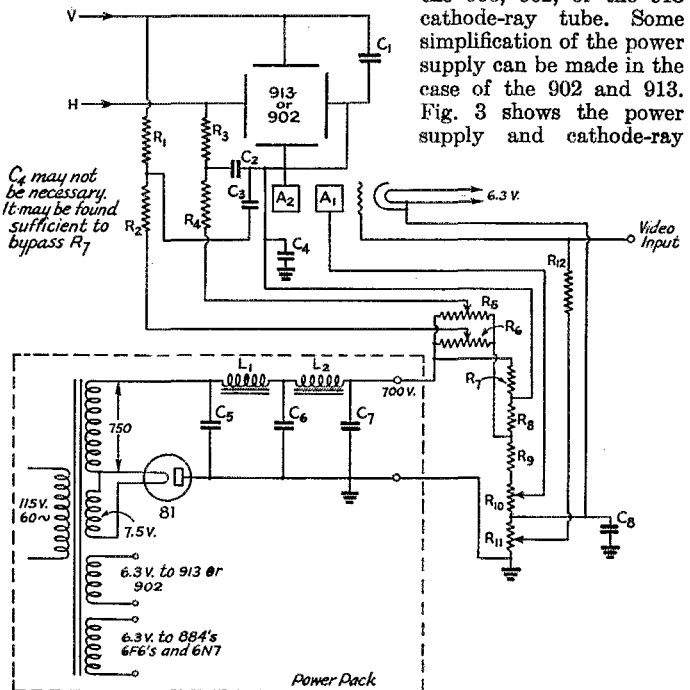 the 906, 902, or the 913
cathode-ray tube. Some
simplification of the power
supply can be made in the
case of the 902 and 913.
Fig. 3 shows the power
supply and cathode-ray
V
H
C1
913
or
902
R1
R3
C2
C3
R2
R4
A2
A1
6.3 V.
C4
C4 may not
be necessary.
It may be found
sufficient to
bypass R7
Video
Input
R12
R5
R6
R7
R8
R9
R10
R11
C8
L1
L2
700 V.
C5
C6
C7
750
81
115 V.
60~
7.5 V.
6.3 V. to 913 or
902
6.3 V. to 884's
6F6's and 6N7
Power Pack